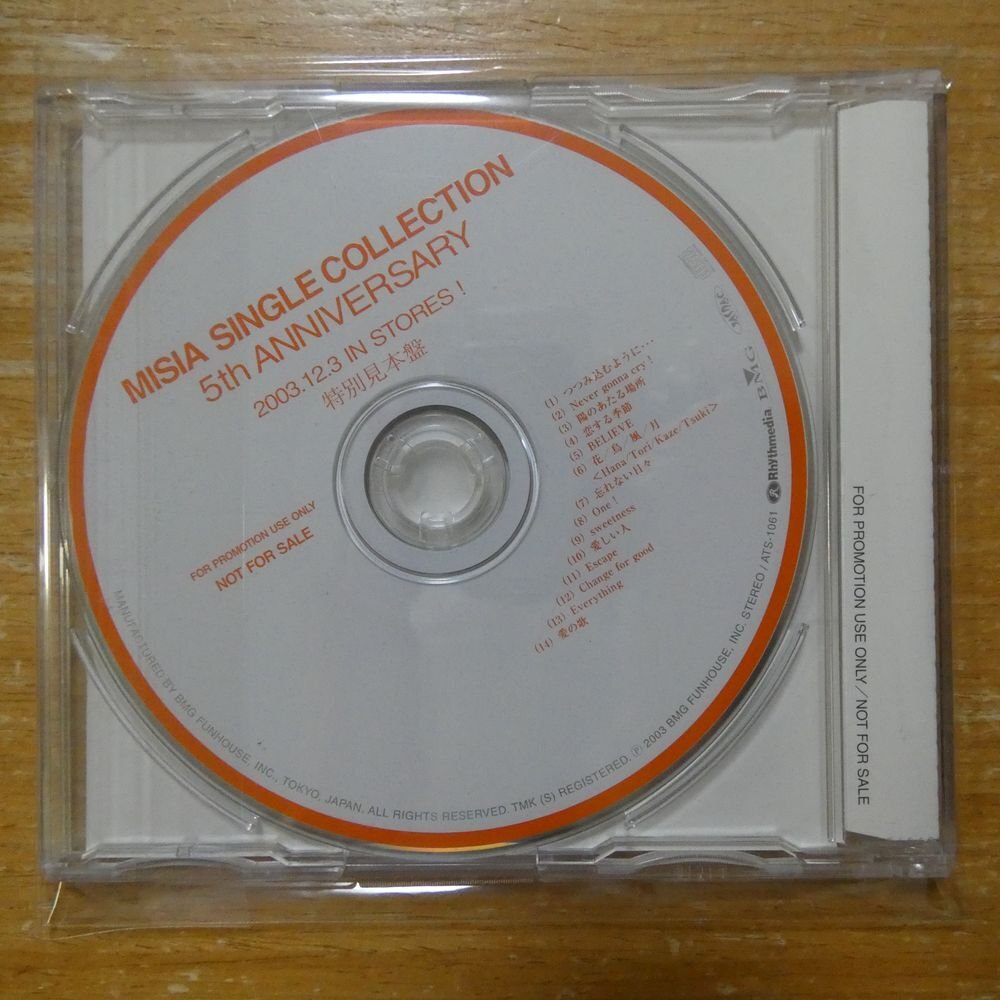 MISIA SINGLE COLLECTION
5th ANNIVERSARY
2003.12.3 IN STORES!
特別見本盤
FOR PROMOTION USE ONLY
NOT FOR SALE
(1) つつみ込むように…
(2) Never gonna cry!
(3) 陽のあたる場所
(4) 恋する季節
(5) BELIEVE
(6) 花/鳥/風/月
<Hana/Tori/Kaze/Tsuki>
(7) 忘れない日々
(8) One!
(9) sweetness
(10) 愛しい人
(11) Escape
(12) Change for good
(13) Everything
(14) 愛の歌
JASRAC
BMG
Rhythmedia
STEREO/ATS-1061
MANUFACTURED BY BMG FUNHOUSE, INC., TOKYO, JAPAN. ALL RIGHTS RESERVED. TMK (S) REGISTERED. Ⓟ 2003 BMG FUNHOUSE, INC.
FOR PROMOTION USE ONLY/NOT FOR SALE